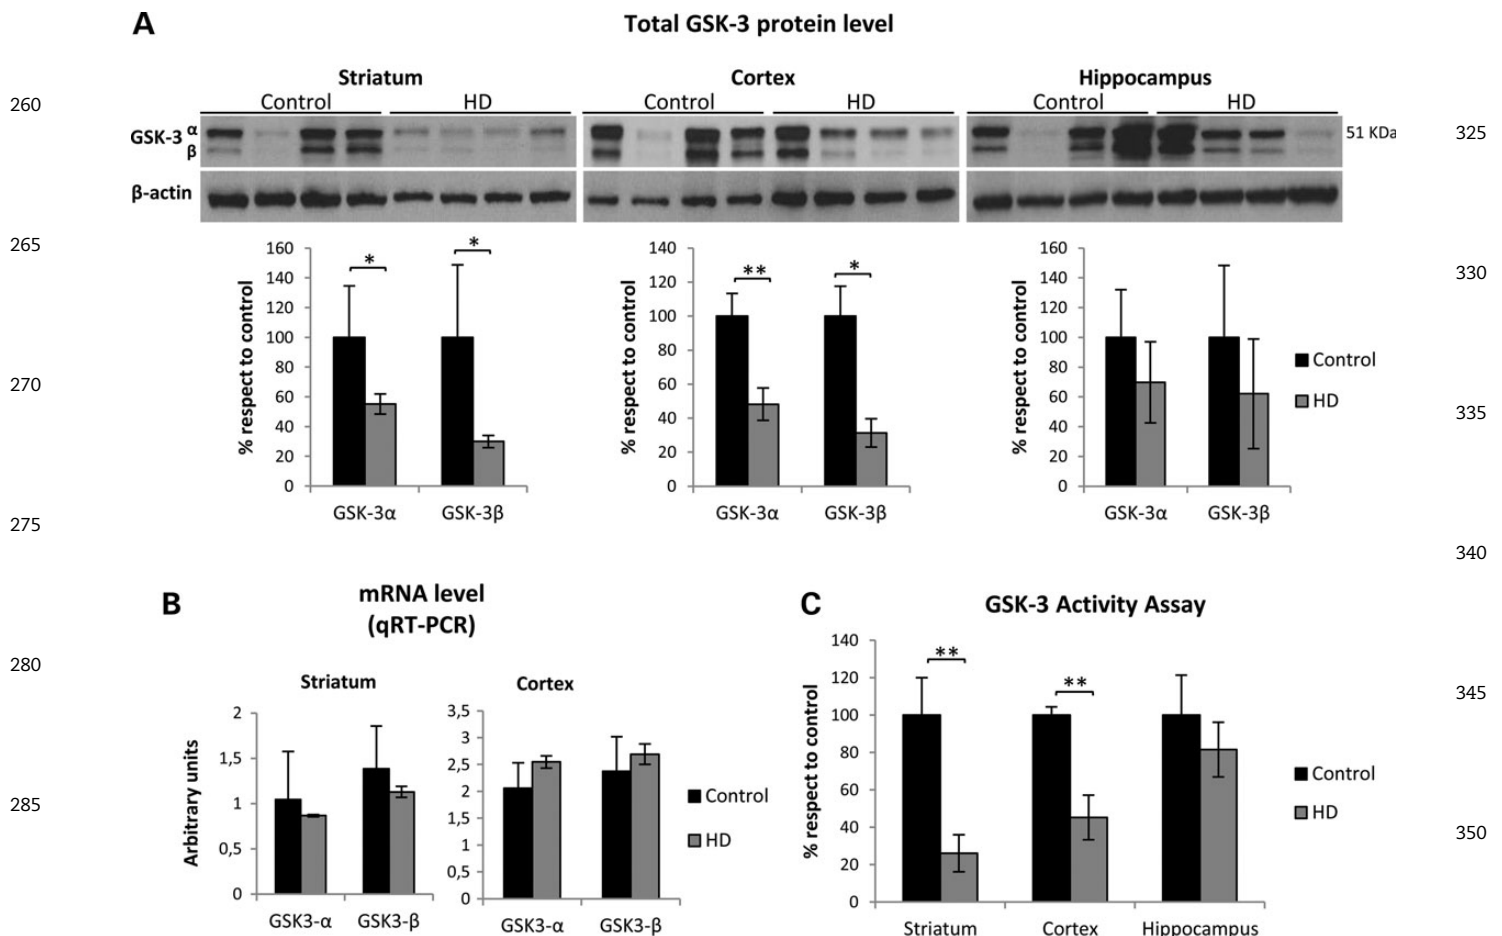 A
Total GSK-3 protein level
Striatum
Cortex
Hippocampus
Control
HD
Control
HD
Control
HD
260
325
GSK-3 α
β
51 KDa
β-actin
265
330
270
335
275
340
280
345
285
350
% respect to control
160
140
120
100
80
60
40
20
0
*
*
GSK-3α
GSK-3β
% respect to control
140
120
100
80
60
40
20
0
**
*
GSK-3α
GSK-3β
% respect to control
160
140
120
100
80
60
40
20
0
GSK-3α
GSK-3β
Control
HD
B
mRNA level
(qRT-PCR)
Striatum
Arbitrary units
2
1,5
1
0,5
0
GSK3-α
GSK3-β
Cortex
3,5
3
2,5
2
1,5
1
0,5
0
GSK3-α
GSK3-β
Control
HD
C
GSK-3 Activity Assay
% respect to control
140
120
100
80
60
40
20
0
**
**
Striatum
Cortex
Hippocampus
Control
HD